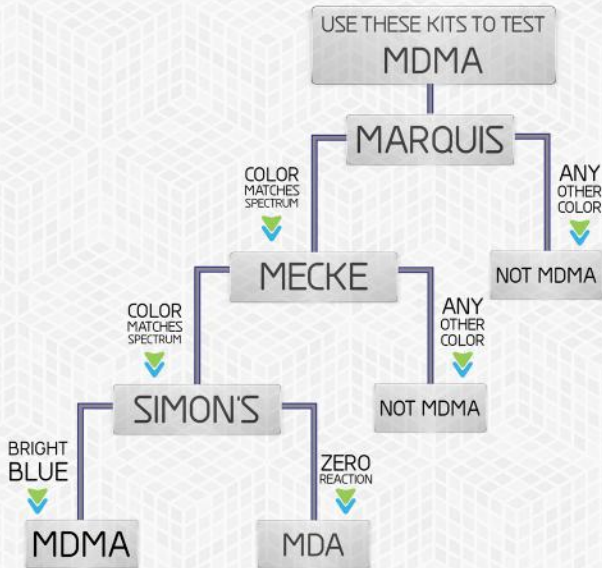 USE THESE KITS TO TEST
MDMA
MARQUIS
COLOR
MATCHES
SPECTRUM
ANY
OTHER
COLOR
MECKE
NOT MDMA
COLOR
MATCHES
SPECTRUM
ANY
OTHER
COLOR
SIMON'S
NOT MDMA
BRIGHT
BLUE
ZERO
REACTION
MDMA
MDA